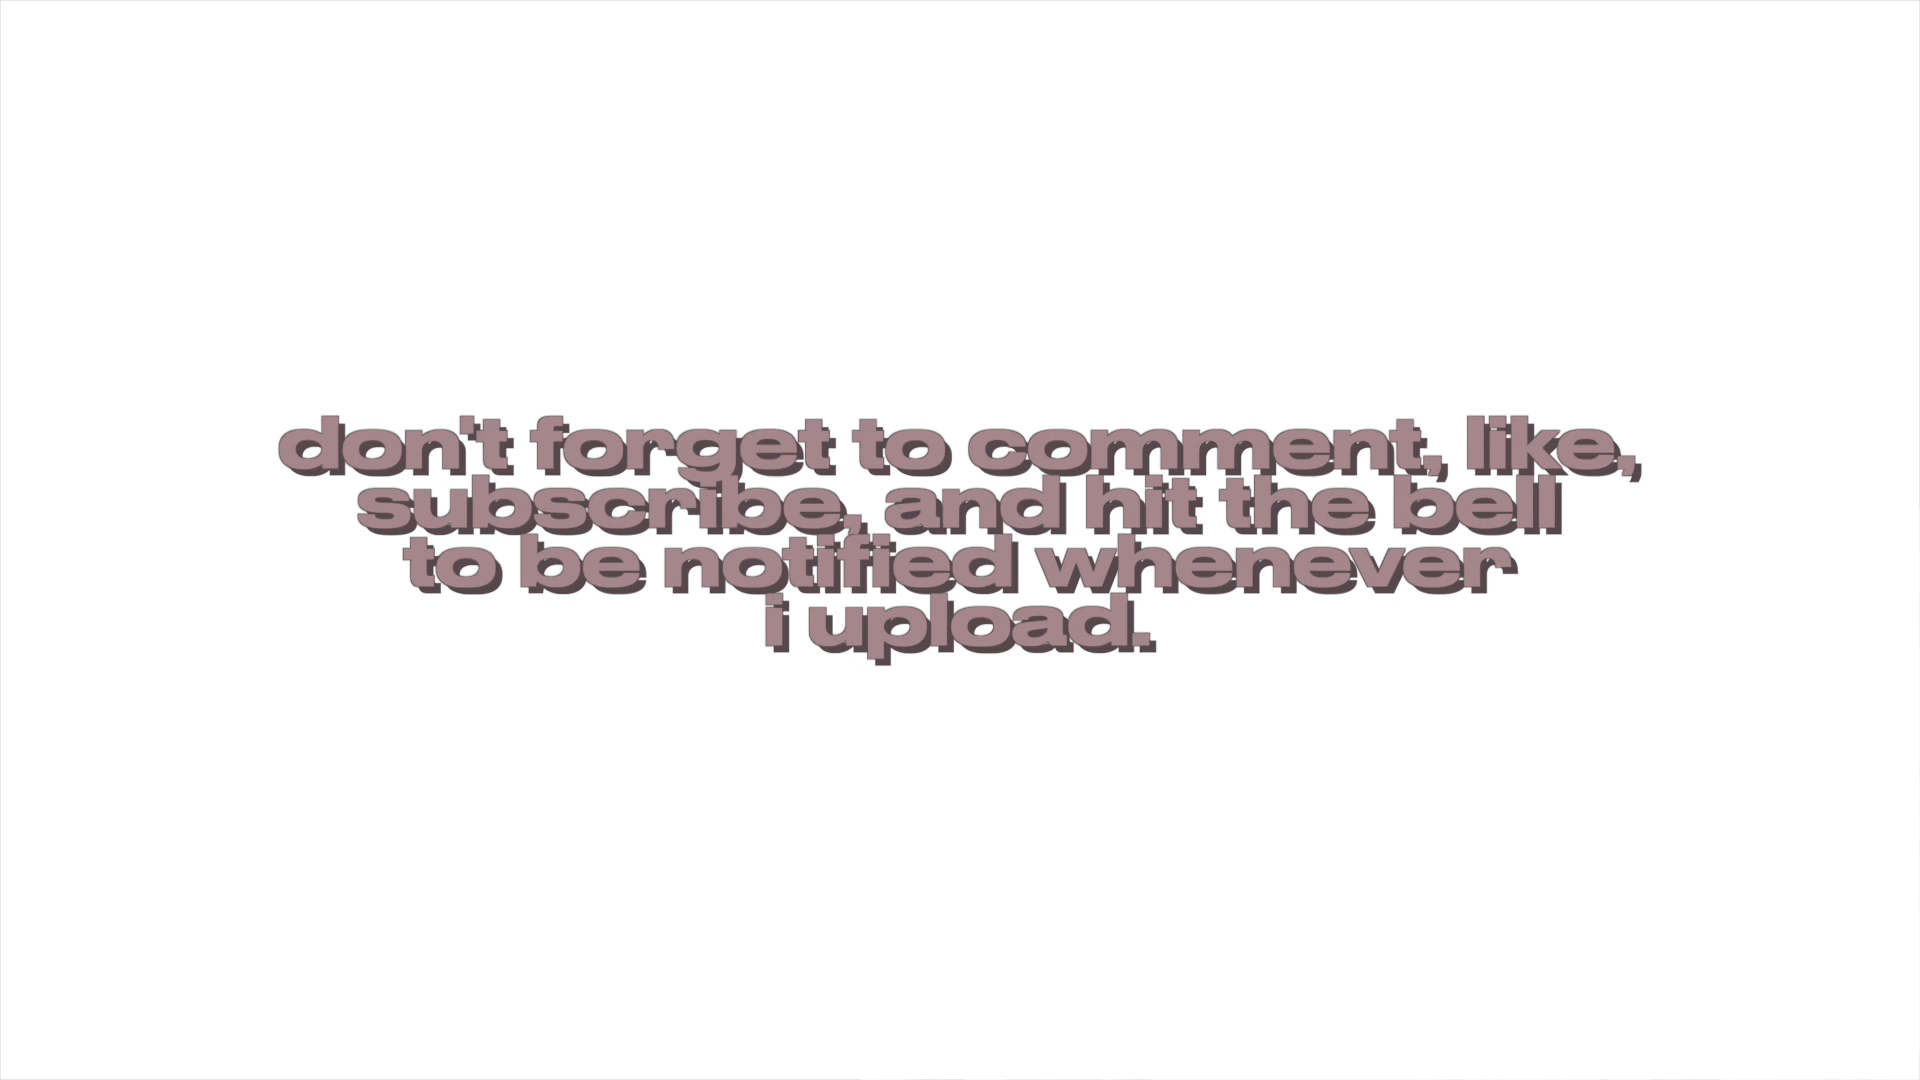 don't forget to comment, like,
subscribe, and hit the bell
to be notified whenever
i upload.